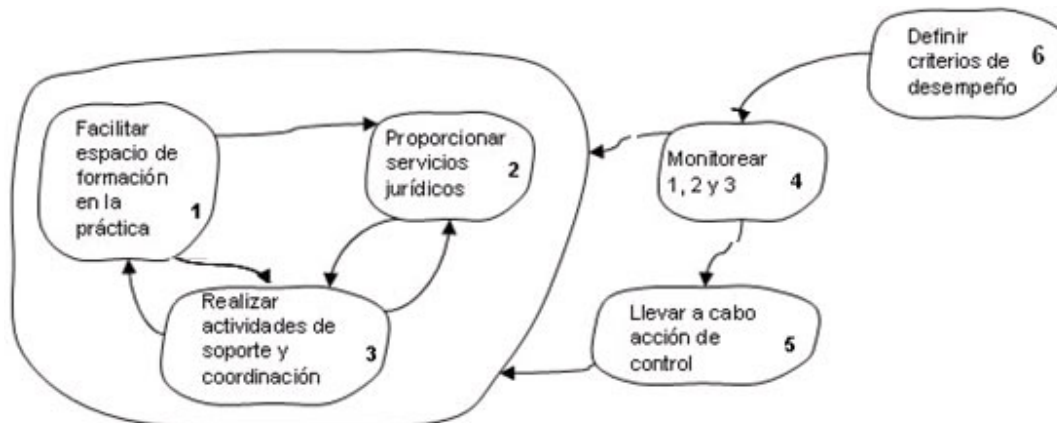 Facilitar
espacio de
formación
en la
práctica
1
Proporcionar
servicios
jurídicos
2
Realizar
actividades de
soporte y
coordinación
3
Monitorear
1, 2 y 3
4
Llevar a cabo
acción de
control
5
Definir
criterios de
desempeño
6